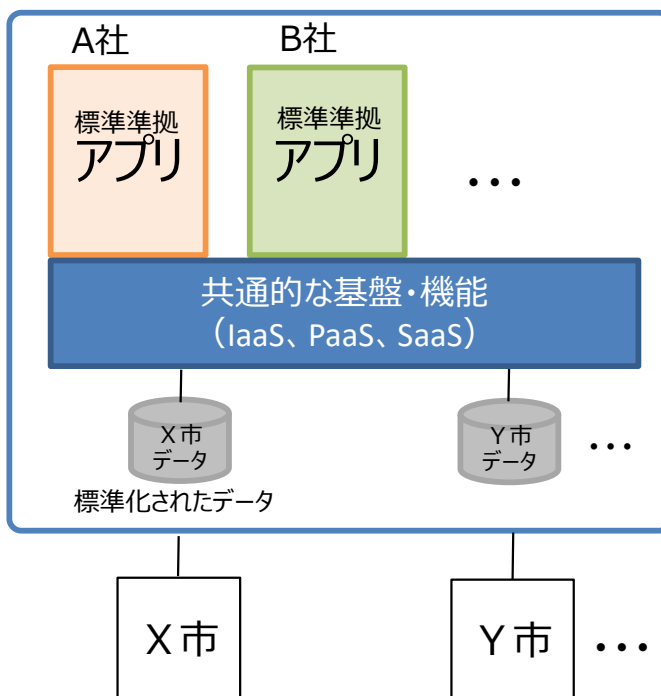 A社
B社
標準準拠
アプリ
標準準拠
アプリ
…
共通的な基盤・機能
（IaaS、PaaS、SaaS）
X市
データ
Y市
データ
…
標準化されたデータ
X市
Y市
…